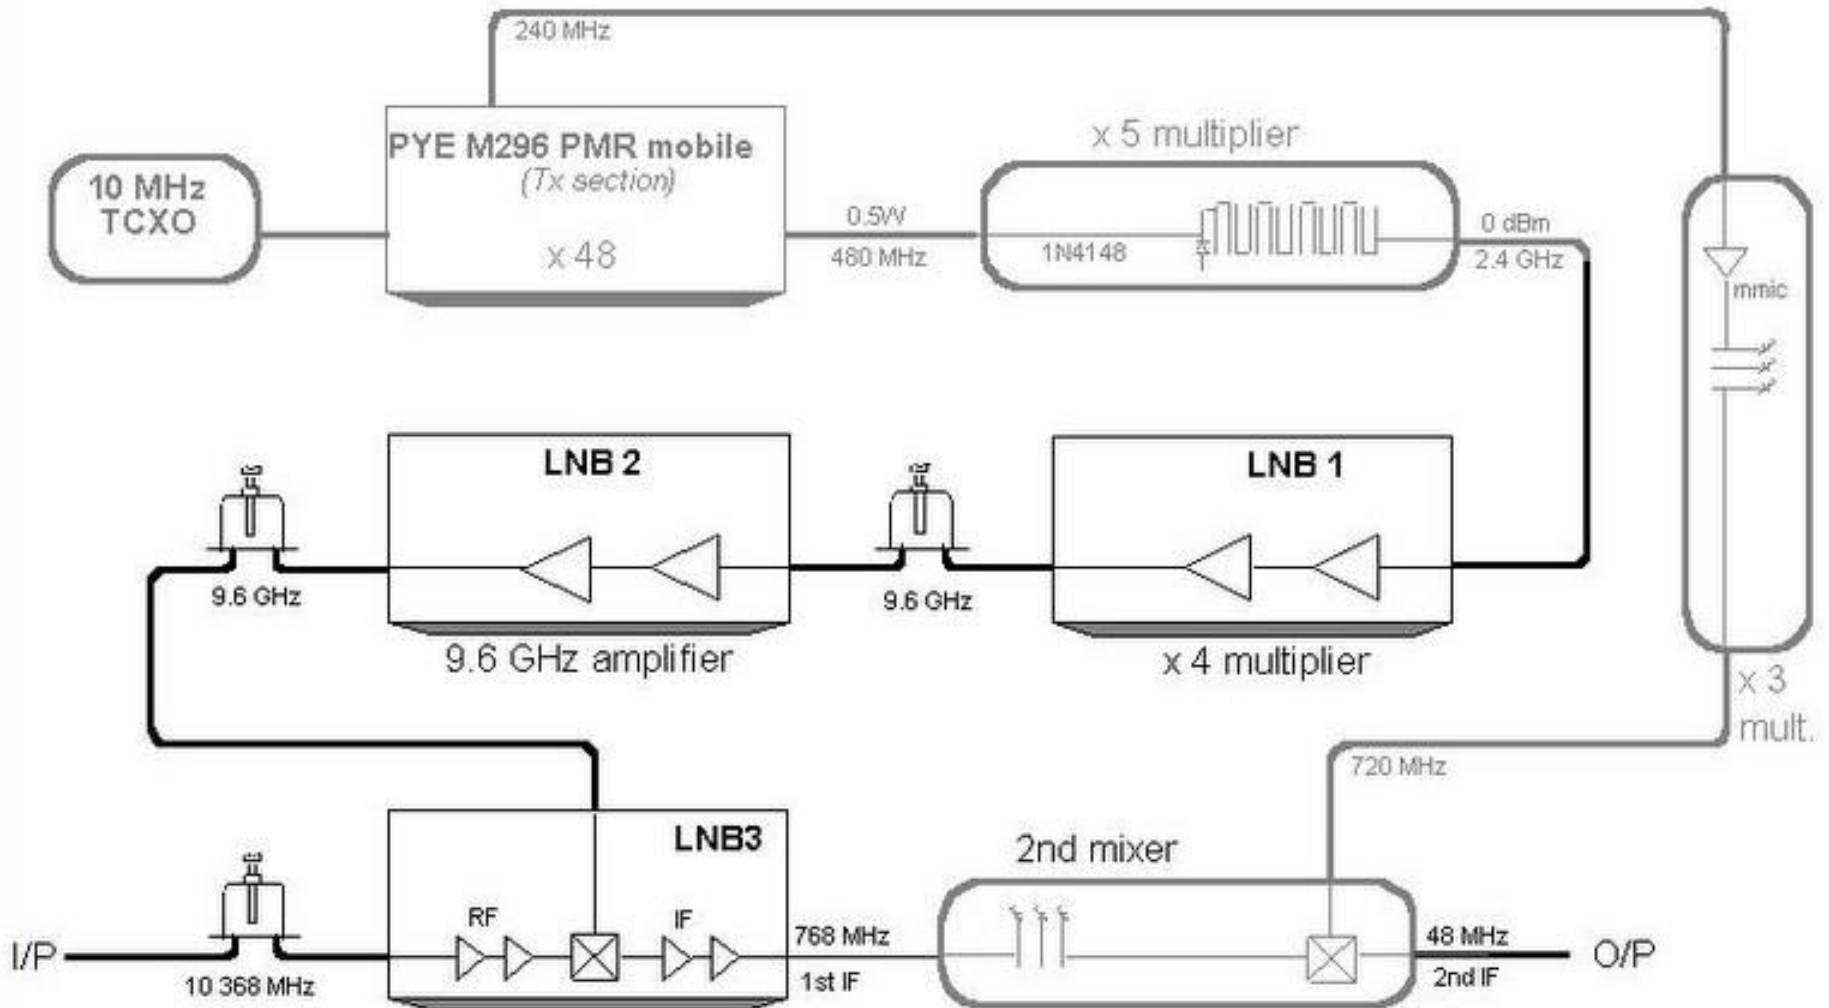 240 MHz
PYE M296 PMR mobile
(Tx section)
x 48
10 MHz
TCXO
x 5 multiplier
0.5W
480 MHz
1N4148
0 dBm
2.4 GHz
mmic
LNB 2
LNB 1
9.6 GHz
9.6 GHz
9.6 GHz amplifier
x 4 multiplier
x 3
mult.
720 MHz
LNB3
2nd mixer
RF
IF
768 MHz
1st IF
48 MHz
2nd IF
I/P
10 368 MHz
O/P